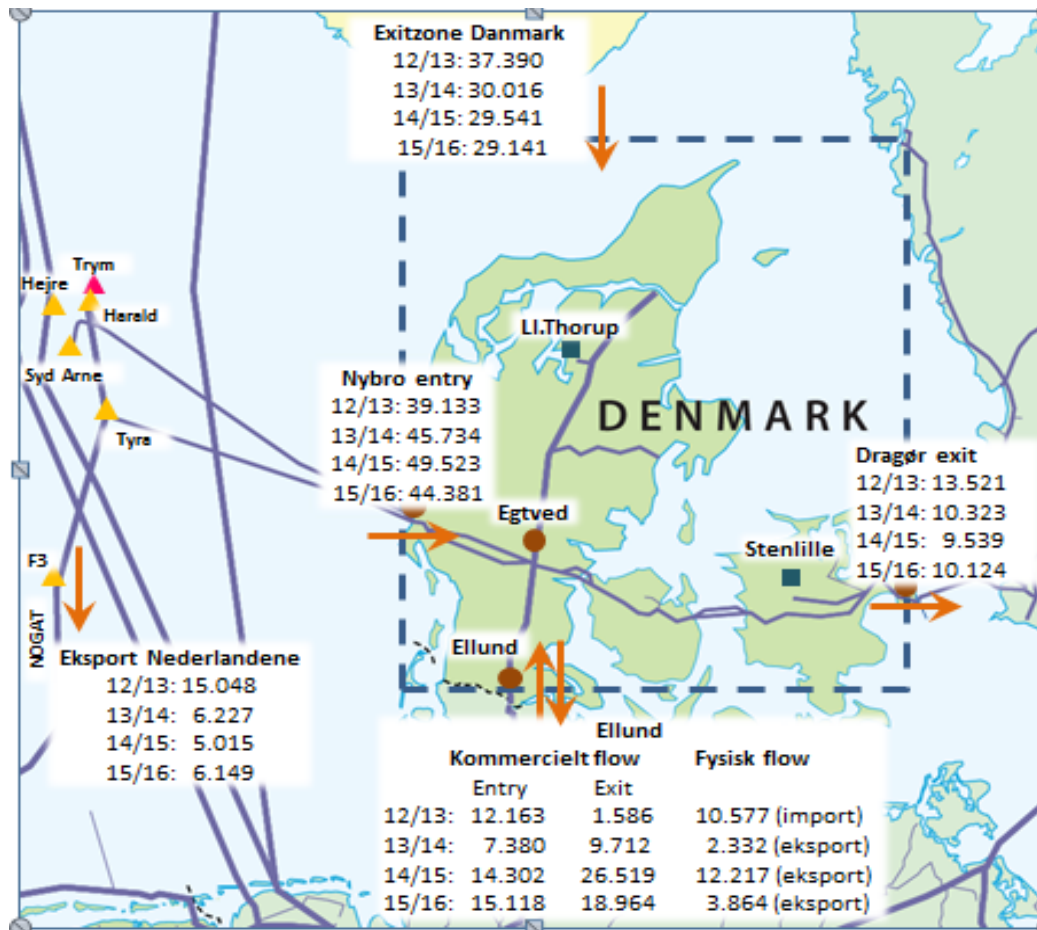 Exitzone Danmark
12/13: 37.390
13/14: 30.016
14/15: 29.541
15/16: 29.141
Trym
Hejre
Harald
Syd Arne
Tyra
Ll.Thorup
DENMARK
Nybro entry
12/13: 39.133
13/14: 45.734
14/15: 49.523
15/16: 44.381
Egtved
Dragør exit
12/13: 13.521
13/14: 10.323
14/15: 9.539
15/16: 10.124
Stenlille
F3
NOGAT
Eksport Nederlandene
12/13: 15.048
13/14: 6.227
14/15: 5.015
15/16: 6.149
Ellund
Ellund
Kommercielt flow Fysisk flow
Entry Exit
12/13: 12.163 1.586 10.577 (import)
13/14: 7.380 9.712 2.332 (eksport)
14/15: 14.302 26.519 12.217 (eksport)
15/16: 15.118 18.964 3.864 (eksport)